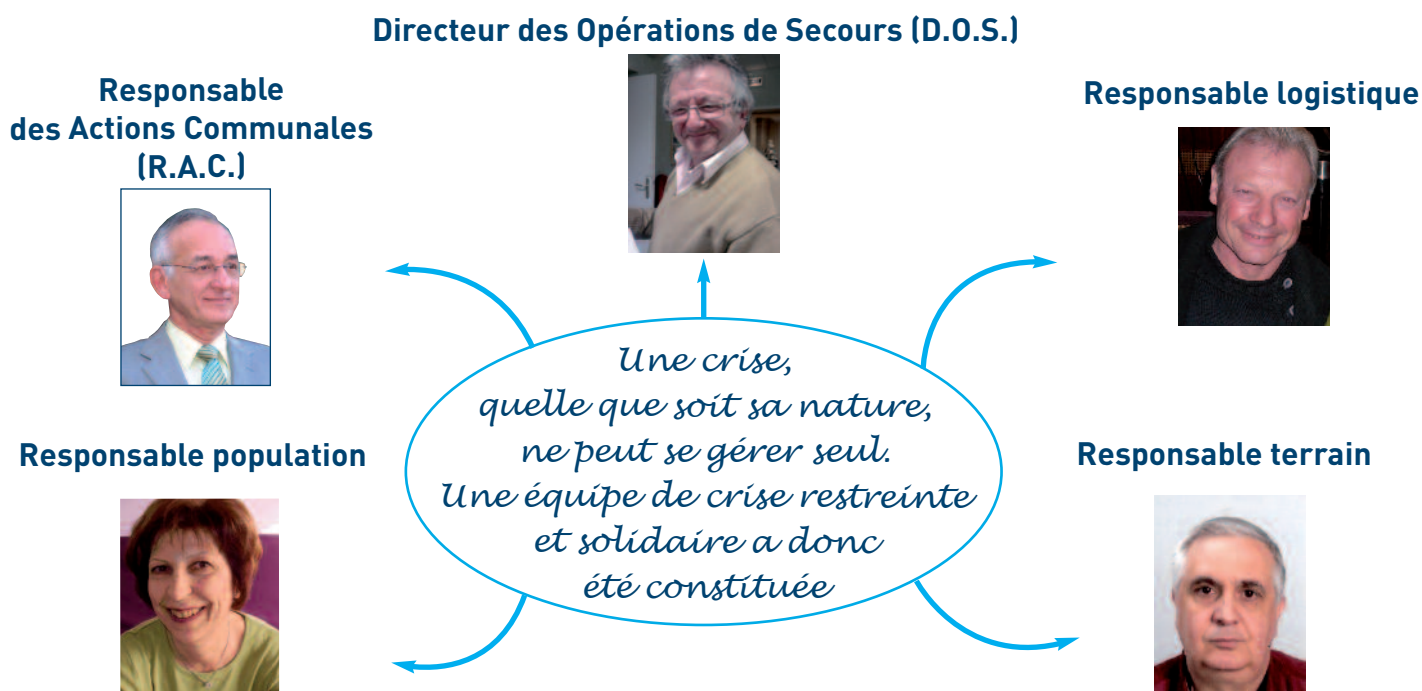 Directeur des Opérations de Secours (D.O.S.)
Responsable
des Actions Communales
(R.A.C.)
Responsable logistique
Une crise,
quelle que soit sa nature,
ne peut se gérer seul.
Une équipe de crise restreinte
et solidaire a donc
été constituée
Responsable population
Responsable terrain